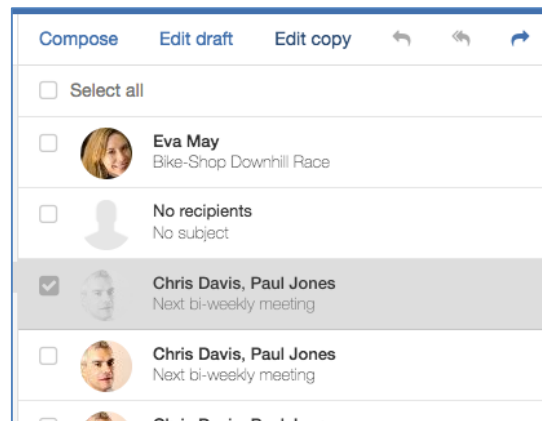 Compose Edit draft Edit copy
Select all
Eva May
Bike-Shop Downhill Race
No recipients
No subject
Chris Davis, Paul Jones
Next bi-weekly meeting
Chris Davis, Paul Jones
Next bi-weekly meeting